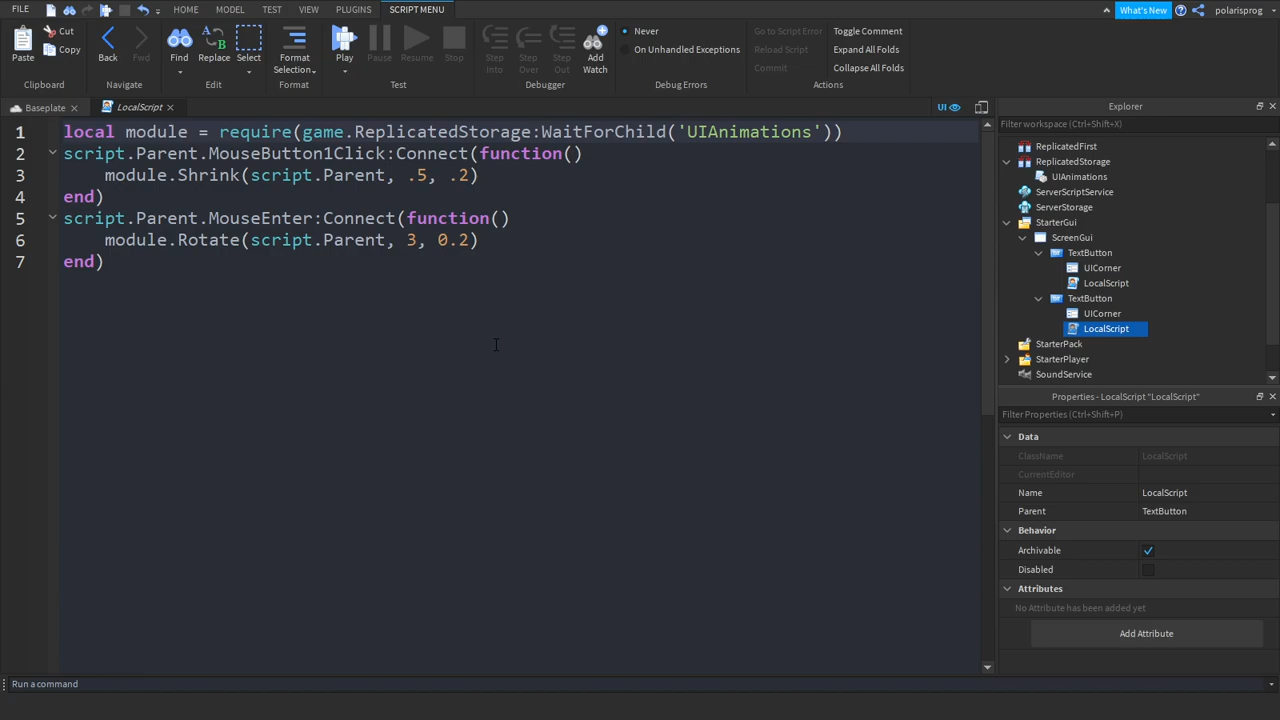 FILE HOME MODEL TEST VIEW PLUGINS SCRIPT MENU What's New polarisprog
Paste Cut Copy Clipboard
Back Fwd Navigate
Find Replace Select Edit
Format Selection Format
Play Pause Resume Stop Test
Step Into Step Over Step Out Add Watch Debugger
Never
On Unhandled Exceptions
Debug Errors
Go to Script Error
Reload Script
Commit
Toggle Comment
Expand All Folds
Collapse All Folds
Actions
Baseplate LocalScript UI
1 local module = require(game.ReplicatedStorage:WaitForChild('UIAnimations'))
2 script.Parent.MouseButton1Click:Connect(function()
3 module.Shrink(script.Parent, .5, .2)
4 end)
5 script.Parent.MouseEnter:Connect(function()
6 module.Rotate(script.Parent, 3, 0.2)
7 end)
Explorer
Filter workspace (Ctrl+Shift+X)
ReplicatedFirst
ReplicatedStorage
UIAnimations
ServerScriptService
ServerStorage
StarterGui
ScreenGui
TextButton
UICorner
LocalScript
TextButton
UICorner
LocalScript
StarterPack
StarterPlayer
SoundService
Properties - LocalScript "LocalScript"
Filter Properties (Ctrl+Shift+P)
Data
ClassName LocalScript
CurrentEditor
Name LocalScript
Parent TextButton
Behavior
Archivable
Disabled
Attributes
No Attribute has been added yet
Add Attribute
Run a command